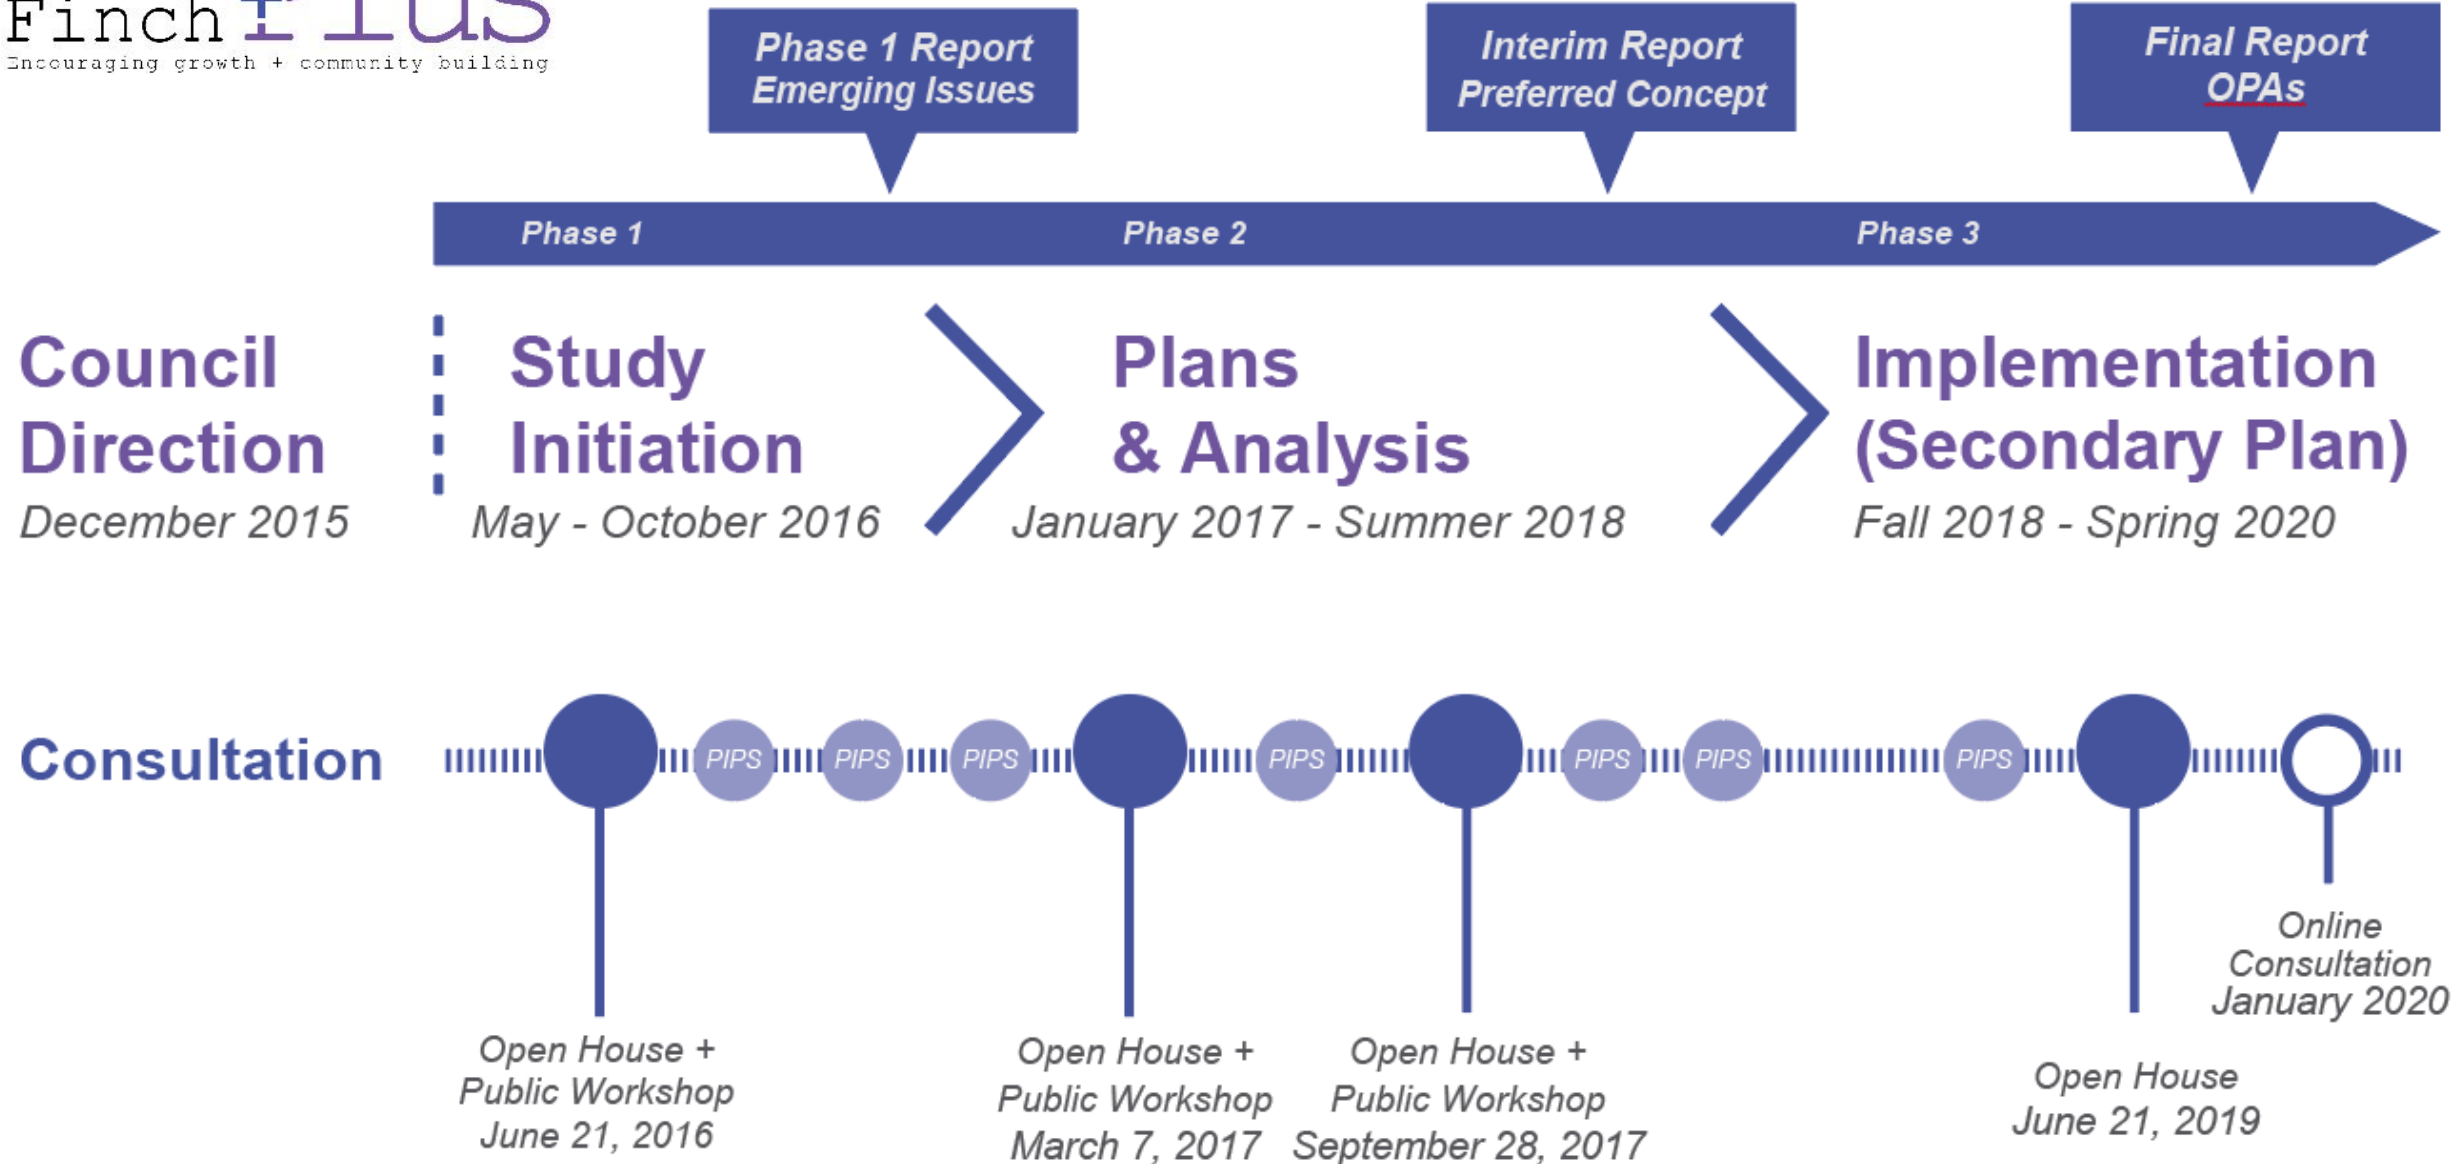 Finch Plus
Encouraging growth + community building
Phase 1 Report
Emerging Issues
Interim Report
Preferred Concept
Final Report
OPAs
Phase 1
Phase 2
Phase 3
Council
Direction
December 2015
Study
Initiation
May - October 2016
Plans
& Analysis
January 2017 - Summer 2018
Implementation
(Secondary Plan)
Fall 2018 - Spring 2020
Consultation
PIPS
PIPS
PIPS
PIPS
PIPS
PIPS
PIPS
Open House +
Public Workshop
June 21, 2016
Open House +
Public Workshop
March 7, 2017
Open House +
Public Workshop
September 28, 2017
Open House
June 21, 2019
Online
Consultation
January 2020